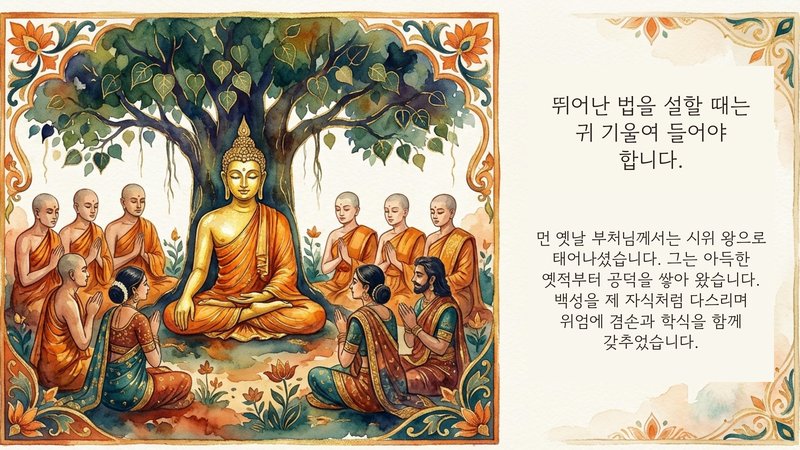 뛰어난 법을 설할 때는
귀 기울여 들어야
합니다.
먼 옛날 부처님께서는 시위 왕으로
태어나셨습니다. 그는 아득한
옛적부터 공덕을 쌓아 왔습니다.
백성을 제 자식처럼 다스리며
위엄에 겸손과 학식을 함께
갖추었습니다.